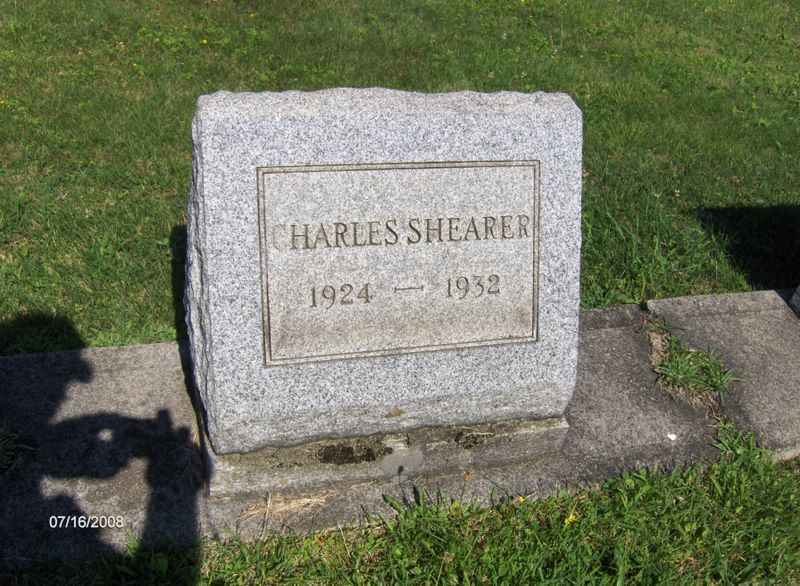 CHARLES SHEARER
1924 — 1932
07/16/2008